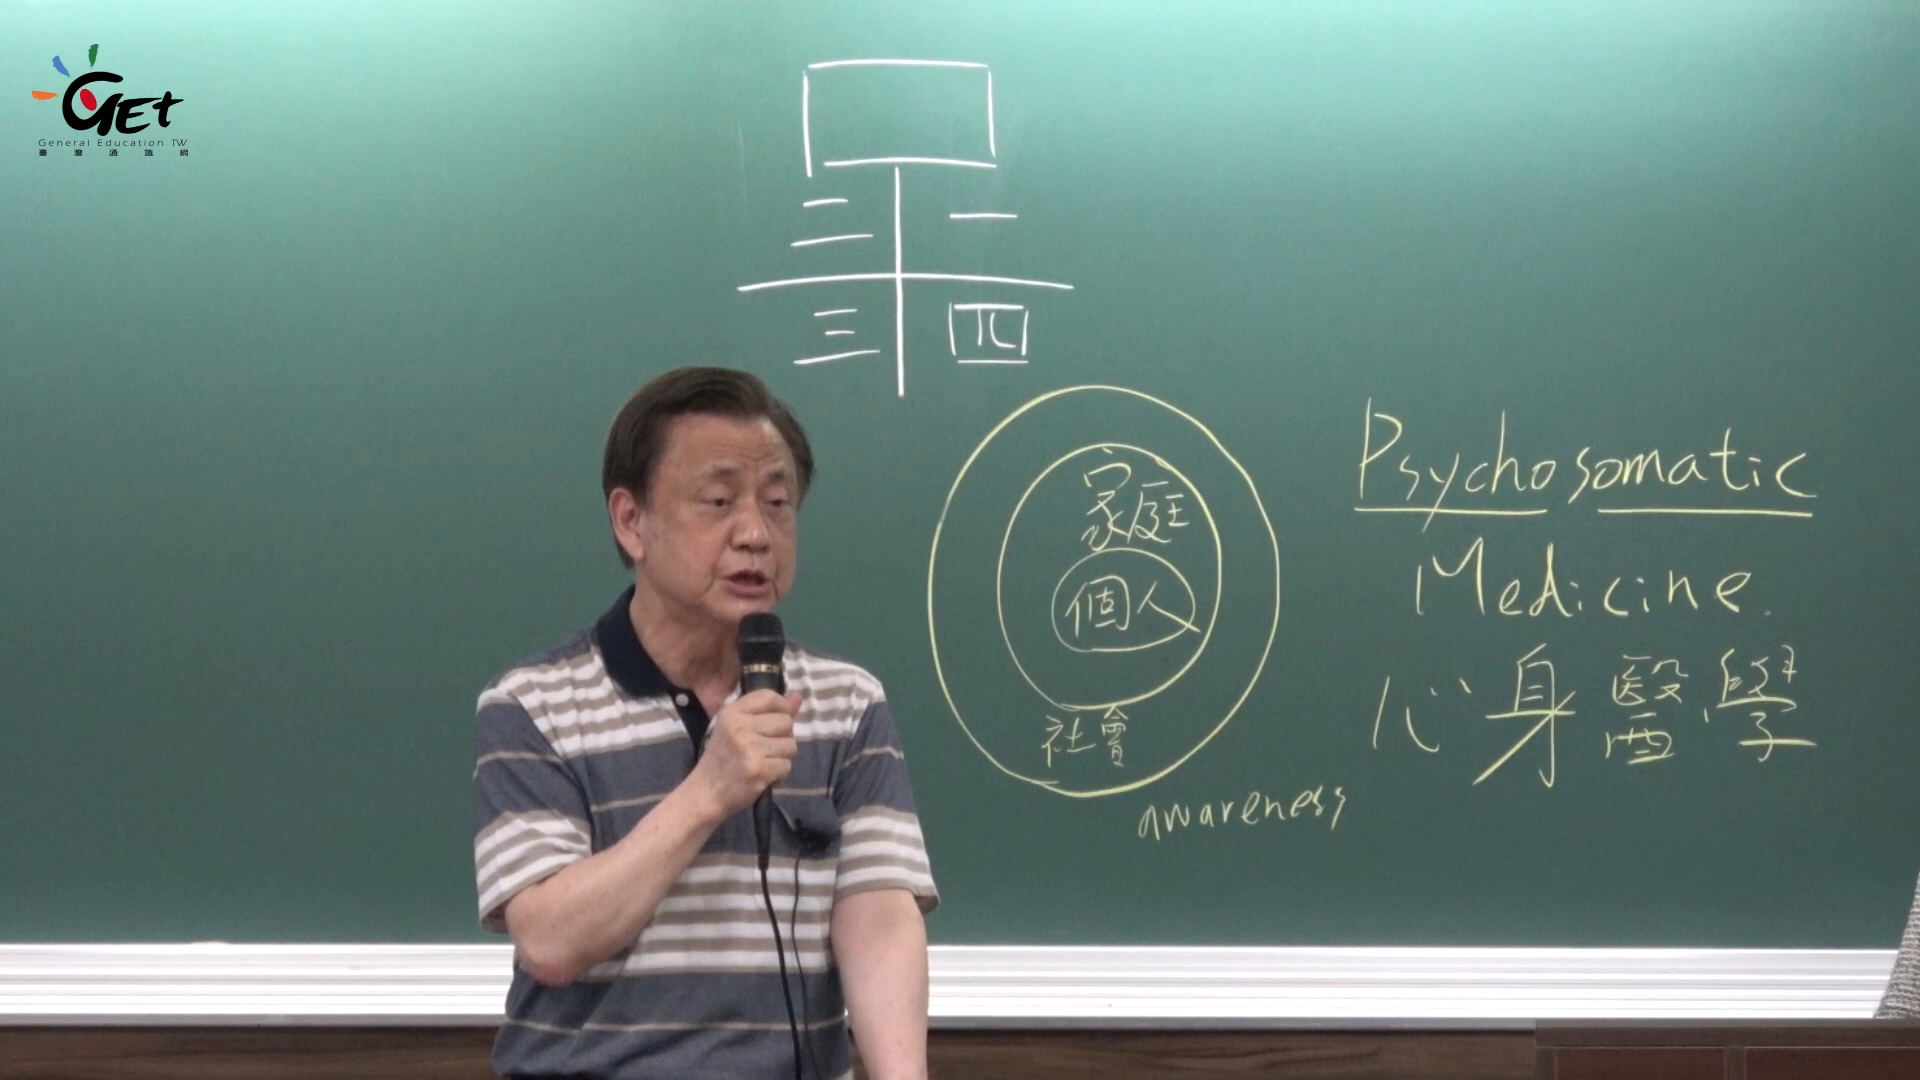 GET
General Education TW
臺灣通識網
二 一
三 四
家庭
個人
社會
awareness
Psychosomatic
Medicine.
心身醫學